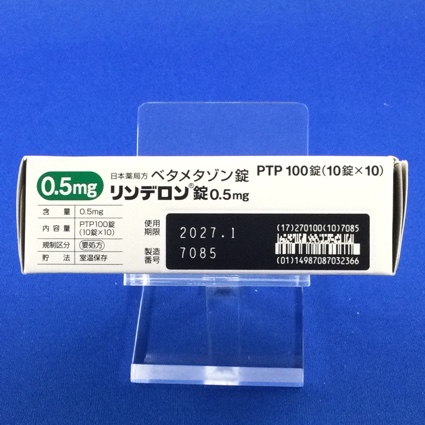 0.5mg
日本薬局方 ベタメタゾン錠 PTP 100錠(10錠×10)
リンデロン®錠0.5mg
含量 0.5mg
内容量 PTP100錠
(10錠×10)
規制区分 要処方
貯法 室温保存
使用
期限 2027.1
製造
番号 7085
(17)270100(10)7085
(01)14987087032366